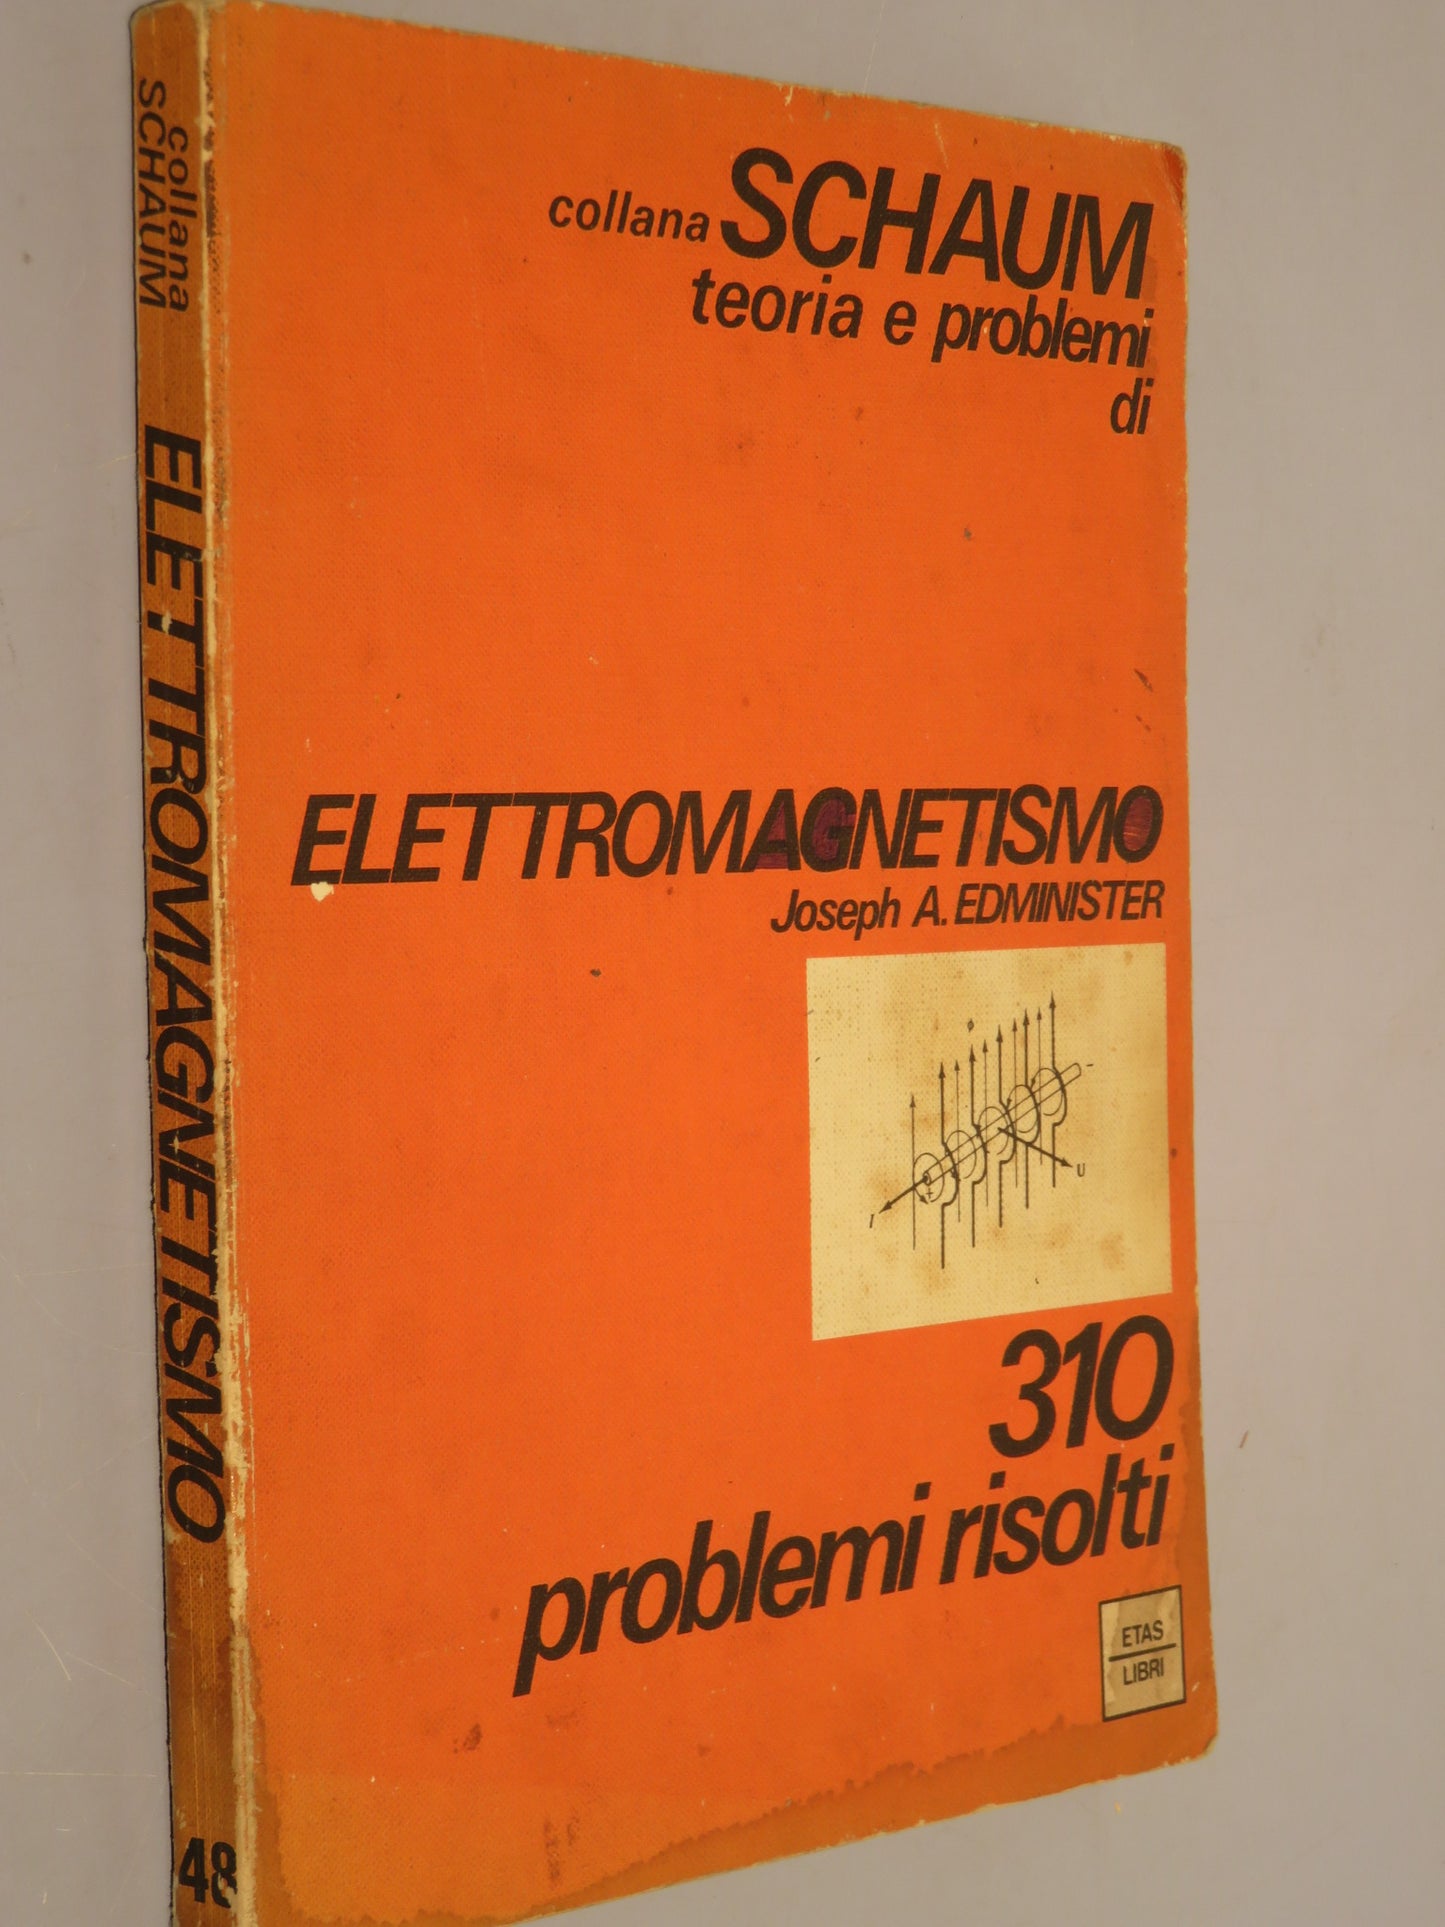 collana SCHAUM
teoria e problemi
di
ELETTROMAGNETISMO
Joseph A. EDMINISTER
I
U
310
problemi risolti
ETAS
LIBRI
collana
SCHAUM
ELETTROMAGNETISMO
48